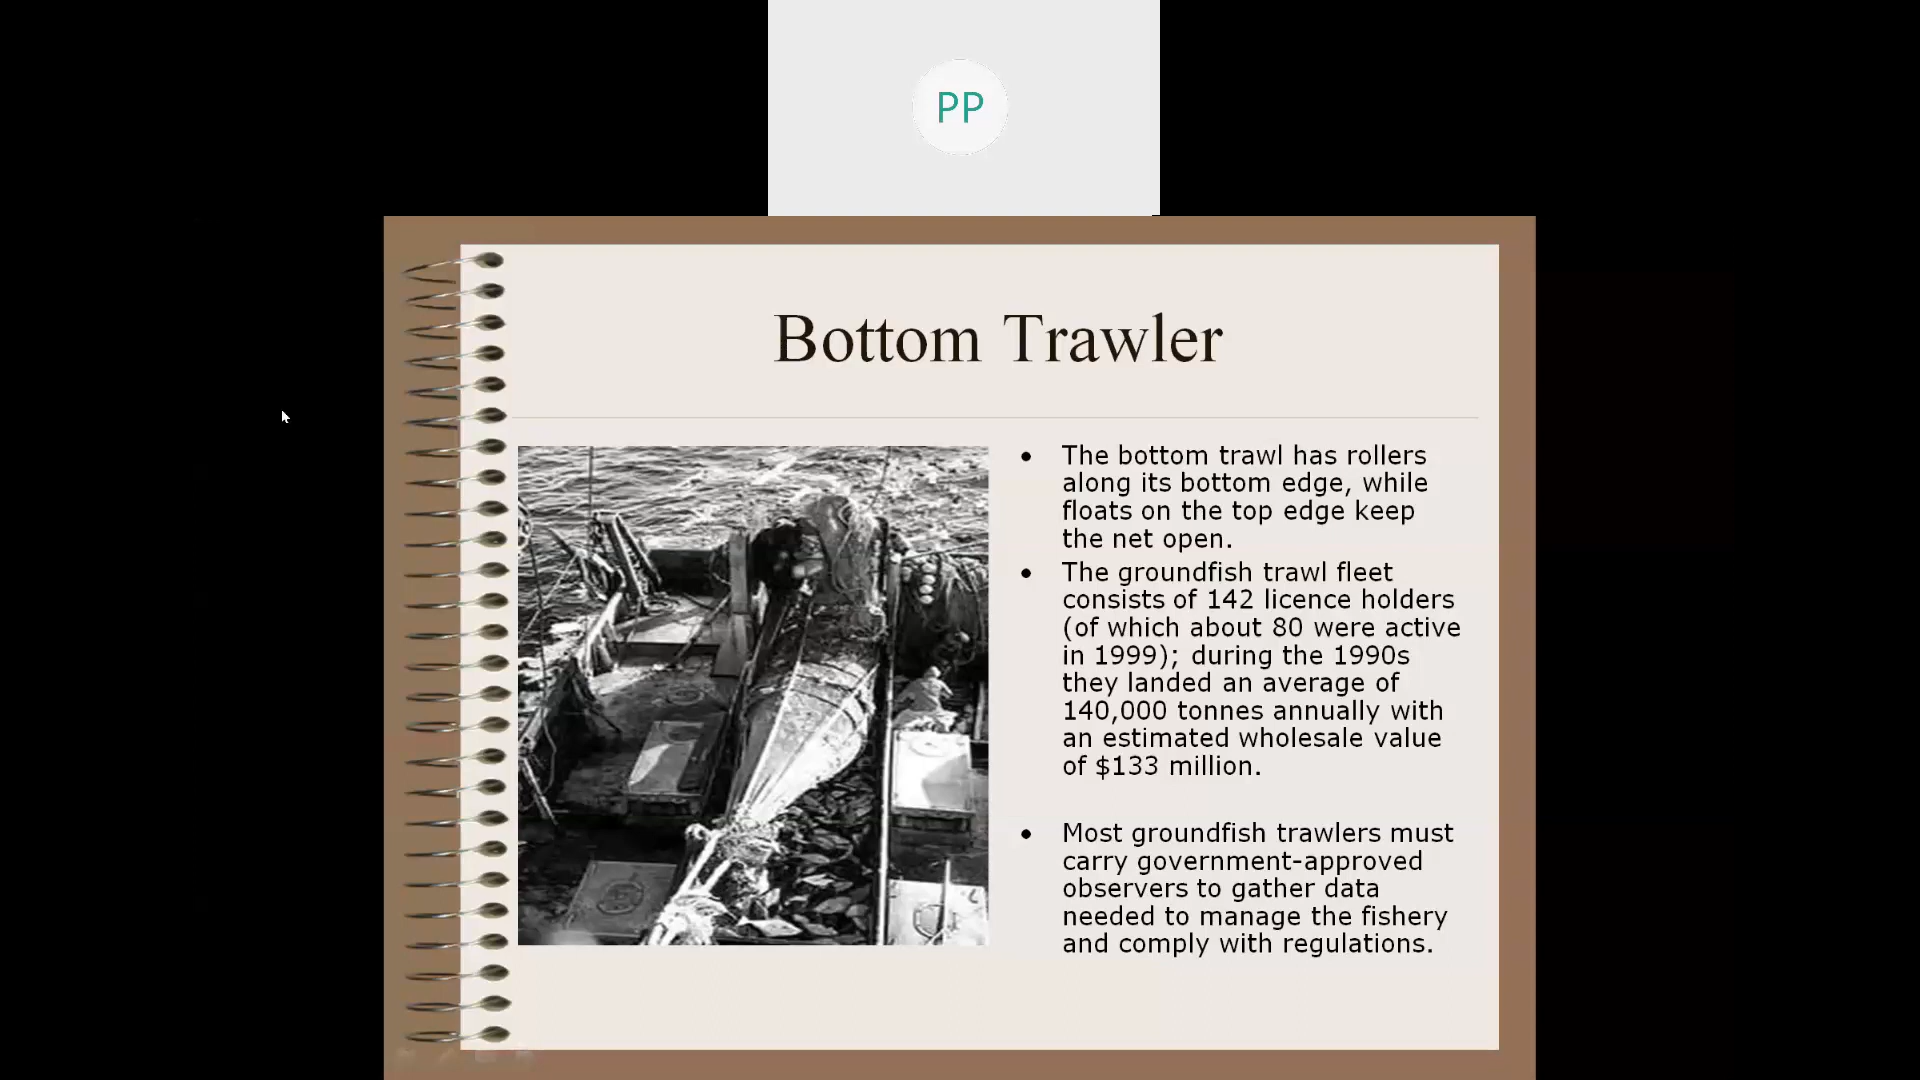 PP
Bottom Trawler
• The bottom trawl has rollers
along its bottom edge, while
floats on the top edge keep
the net open.
• The groundfish trawl fleet
consists of 142 licence holders
(of which about 80 were active
in 1999); during the 1990s
they landed an average of
140,000 tonnes annually with
an estimated wholesale value
of $133 million.
• Most groundfish trawlers must
carry government-approved
observers to gather data
needed to manage the fishery
and comply with regulations.